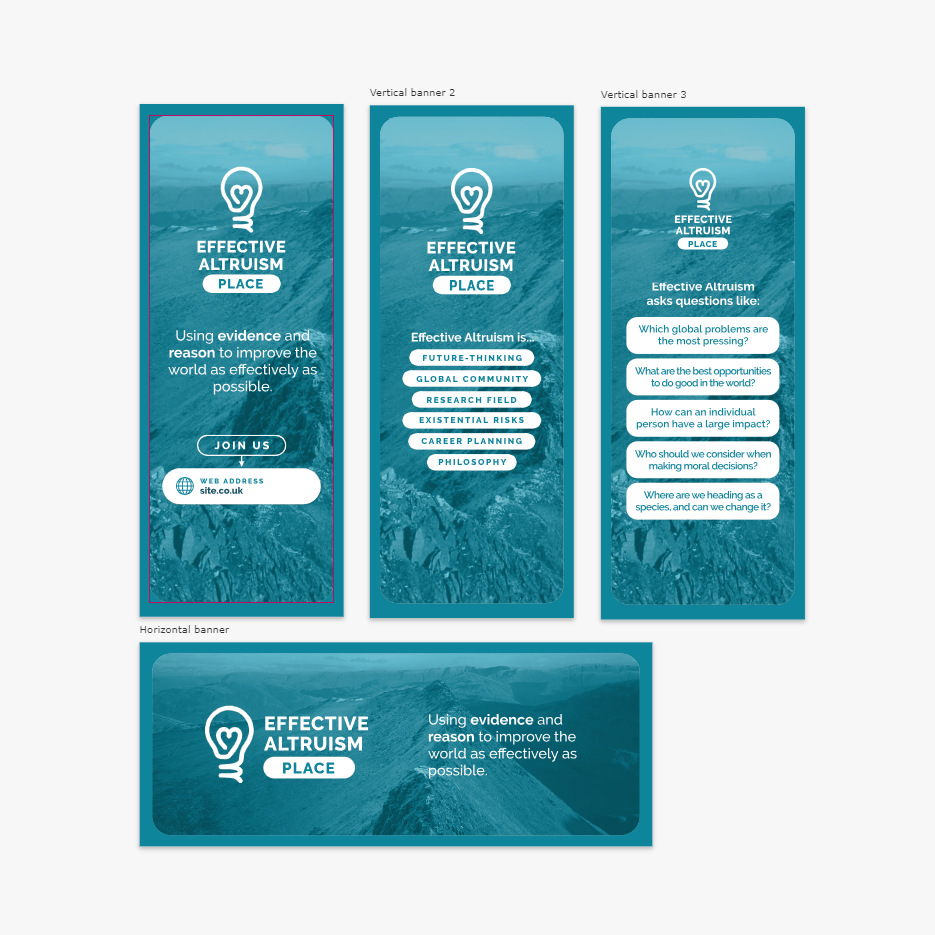 EFFECTIVE
ALTRUISM
PLACE
Using evidence and
reason to improve the
world as effectively as
possible.
JOIN US
WEB ADDRESS
site.co.uk
Vertical banner 2
EFFECTIVE
ALTRUISM
PLACE
Effective Altruism is...
FUTURE-THINKING
GLOBAL COMMUNITY
RESEARCH FIELD
EXISTENTIAL RISKS
CAREER PLANNING
PHILOSOPHY
Vertical banner 3
EFFECTIVE
ALTRUISM
PLACE
Effective Altruism
asks questions like:
Which global problems are
the most pressing?
What are the best opportunities
to do good in the world?
How can an individual
person have a large impact?
Who should we consider when
making moral decisions?
Where are we heading as a
species, and can we change it?
Horizontal banner
EFFECTIVE
ALTRUISM
PLACE
Using evidence and
reason to improve the
world as effectively as
possible.